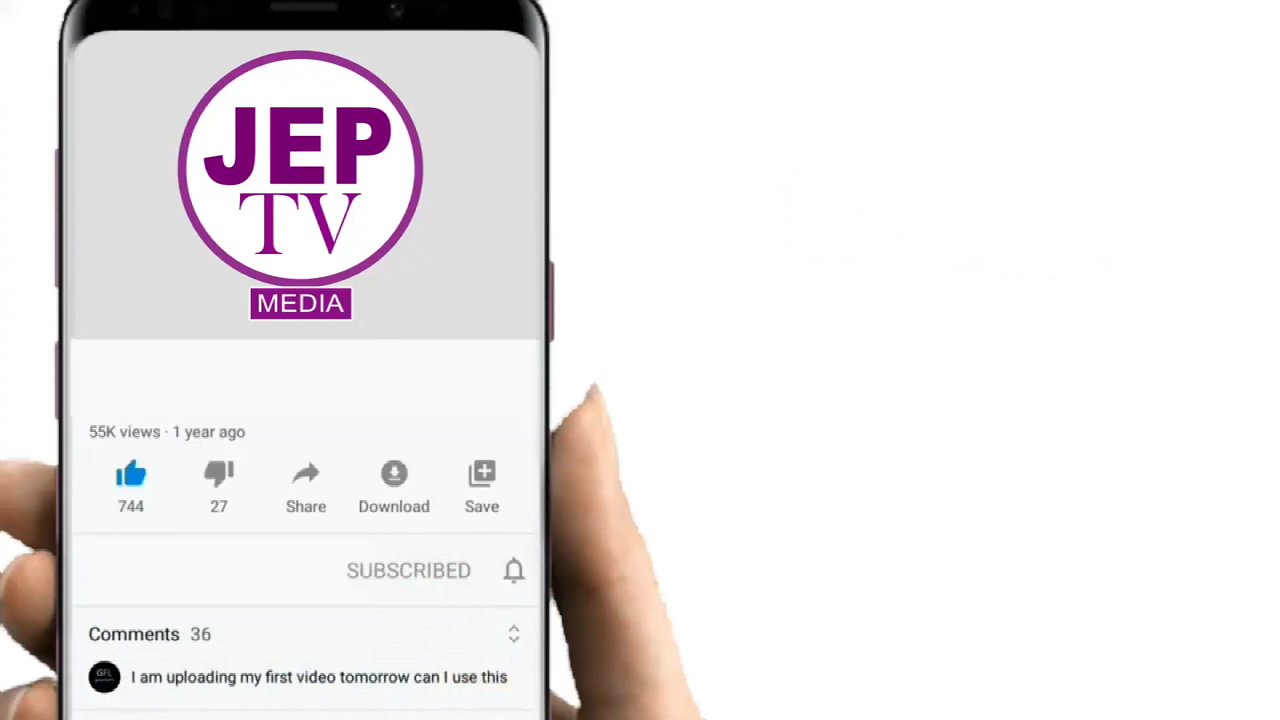 JEP
TV
MEDIA
55K views · 1 year ago
744
27
Share
Download
Save
SUBSCRIBED
Comments 36
GFL
I am uploading my first video tomorrow can I use this